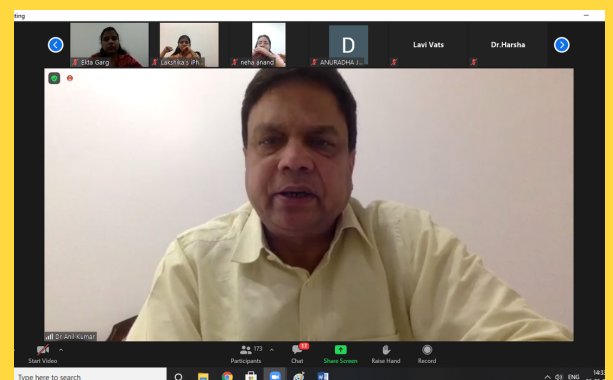 ting
Ekta Garg
Lakshika's iPh...
neha anand
D
ANURADHA J...
Lavi Vats
Dr.Harsha
Dr Anil Kumar
Start Video
173
Participants
17
Chat
Share Screen
Raise Hand
Record
Type here to search
ENG
14:33